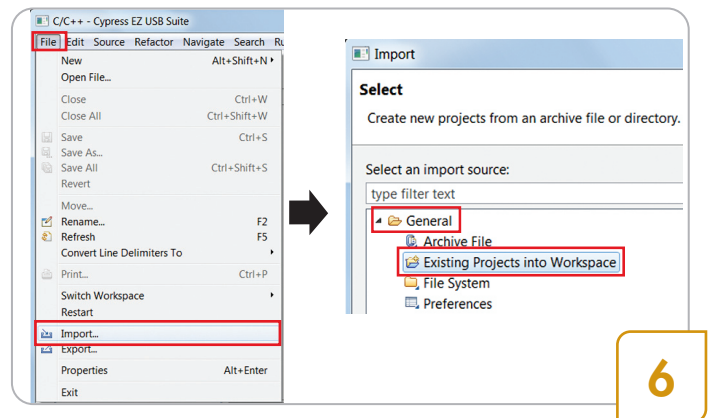 C/C++ - Cypress EZ USB Suite
File Edit Source Refactor Navigate Search
New Alt+Shift+N
Open File...
Close Ctrl+W
Close All Ctrl+Shift+W
Save Ctrl+S
Save As...
Save All Ctrl+Shift+S
Revert
Move...
Rename... F2
Refresh F5
Convert Line Delimiters To
Print... Ctrl+P
Switch Workspace
Restart
Import...
Export...
Properties Alt+Enter
Exit
Import
Select
Create new projects from an archive file or directory.
Select an import source:
type filter text
General
Archive File
Existing Projects into Workspace
File System
Preferences
6